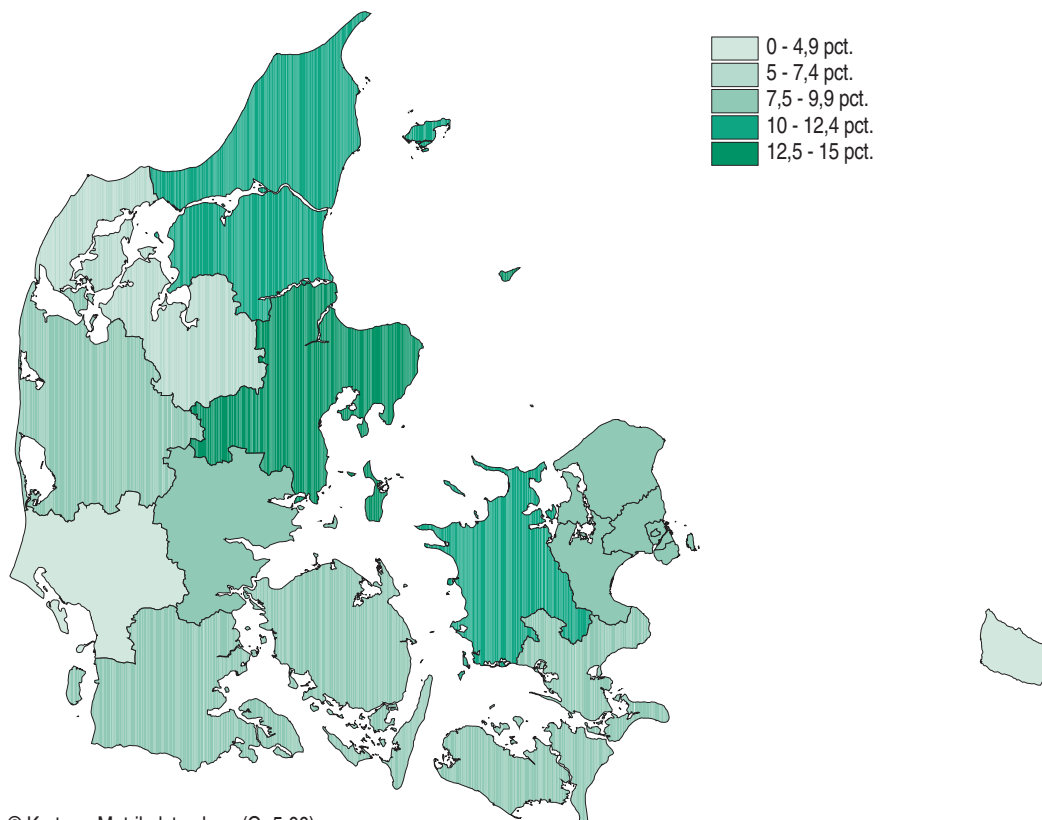 0 - 4,9 pct.
5 - 7,4 pct.
7,5 - 9,9 pct.
10 - 12,4 pct.
12,5 - 15 pct.